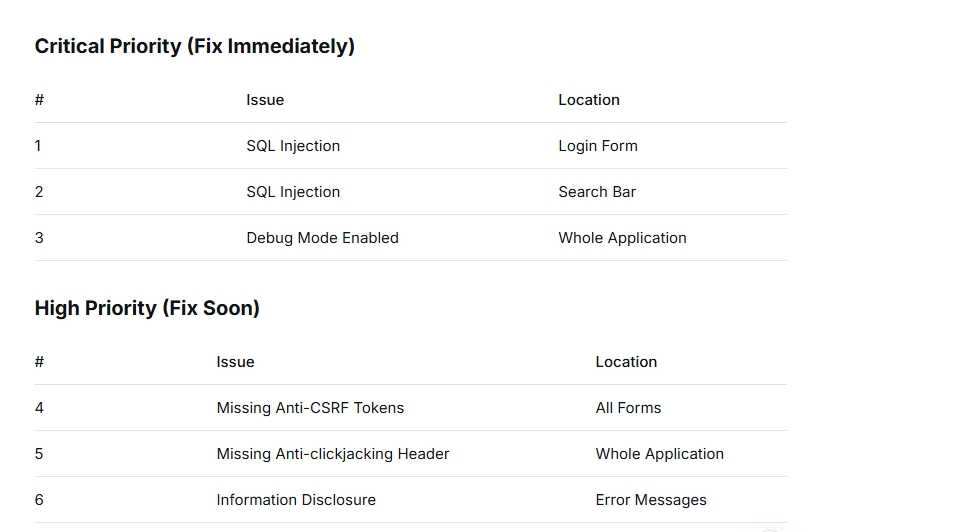 Critical Priority (Fix Immediately)
# Issue Location
1 SQL Injection Login Form
2 SQL Injection Search Bar
3 Debug Mode Enabled Whole Application
High Priority (Fix Soon)
# Issue Location
4 Missing Anti-CSRF Tokens All Forms
5 Missing Anti-clickjacking Header Whole Application
6 Information Disclosure Error Messages